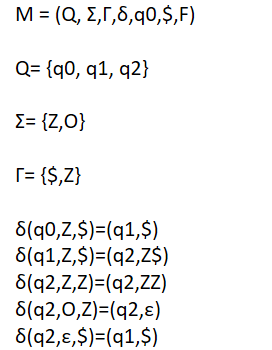 M = (Q, Σ,Γ,δ,q0,$,F)
Q= {q0, q1, q2}
Σ= {Z,O}
Γ= {$,Z}
δ(q0,Z,$)=(q1,$)
δ(q1,Z,$)=(q2,Z$)
δ(q2,Z,Z)=(q2,ZZ)
δ(q2,O,Z)=(q2,ε)
δ(q2,ε,$)=(q1,$)